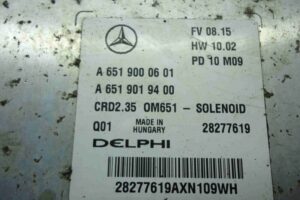 FV 08.15
HW 10.02
PD 10 M09
A 651 900 06 01
A 651 901 94 00
CRD2.35 OM651 - SOLENOID
Q01 MADE IN HUNGARY 28277619
DELPHI
28277619AXN109WH